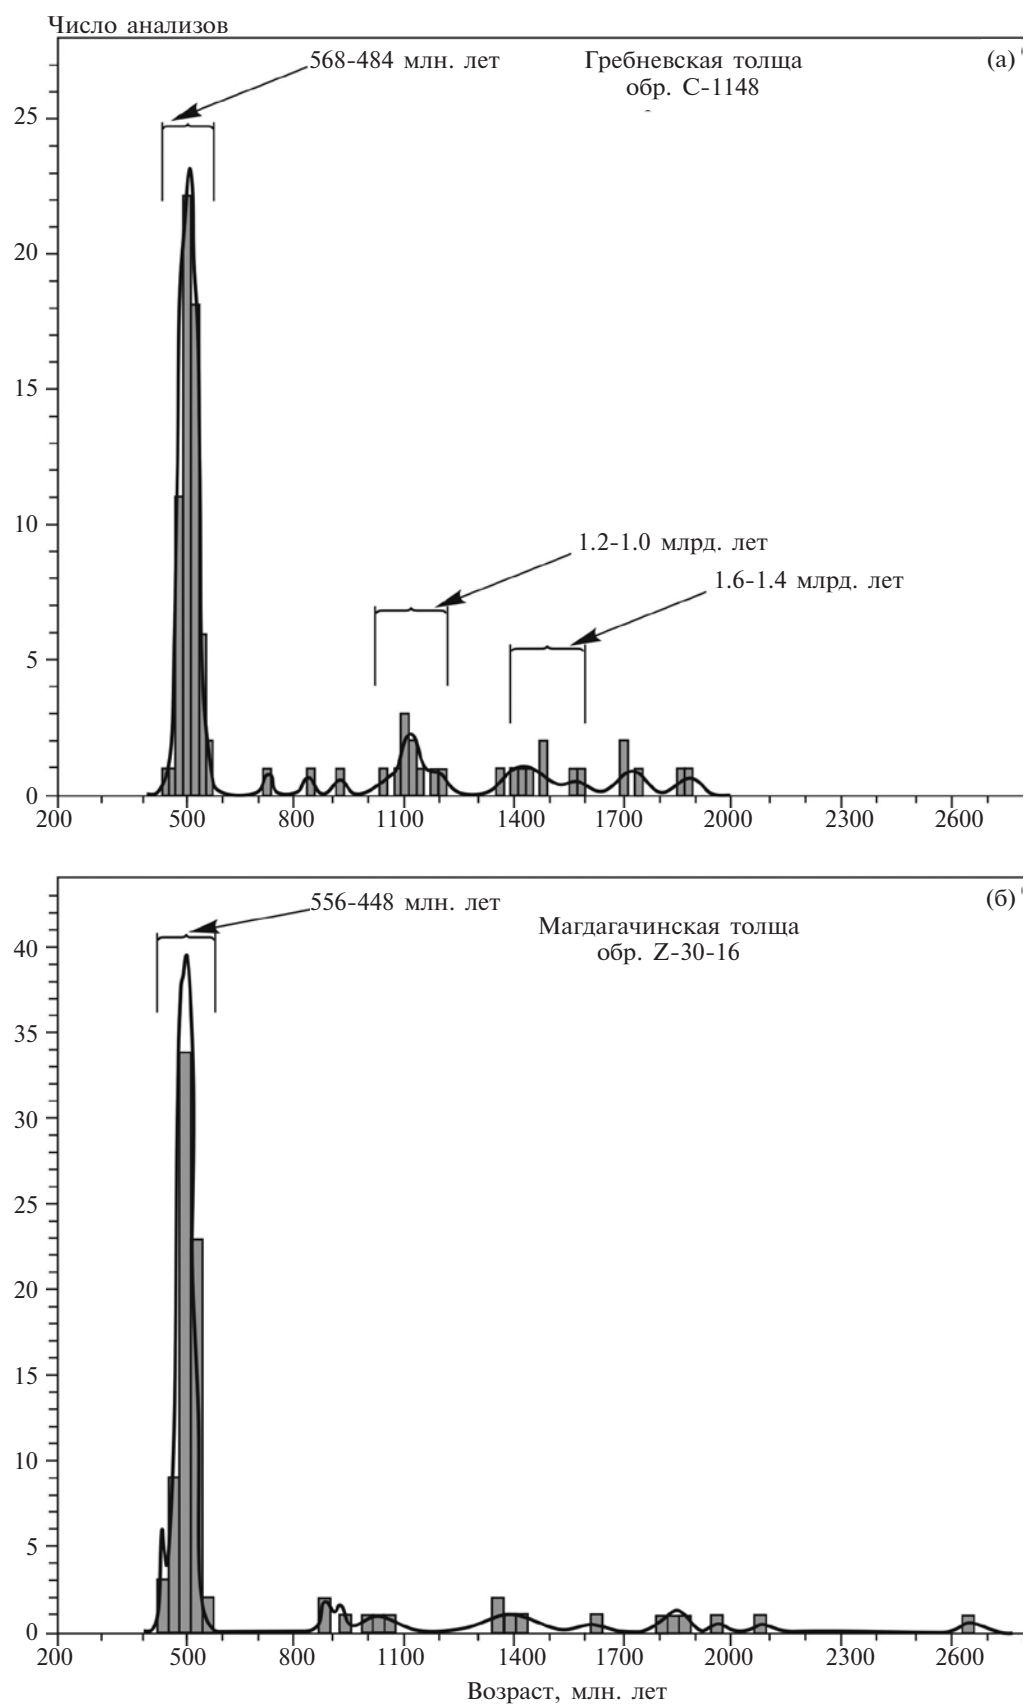 Число анализов
568-484 млн. лет
Гребневская толща
(а)
обр. С-1148
25
20
15
10
1.2-1.0 млрд. лет
1.6-1.4 млрд. лет
5
0
200 500 800 1100 1400 1700 2000 2300 2600
556-448 млн. лет
(б)
Магдагачинская толща
обр. Z-30-16
40
35
30
25
20
15
10
5
0
200 500 800 1100 1400 1700 2000 2300 2600
Возраст, млн. лет